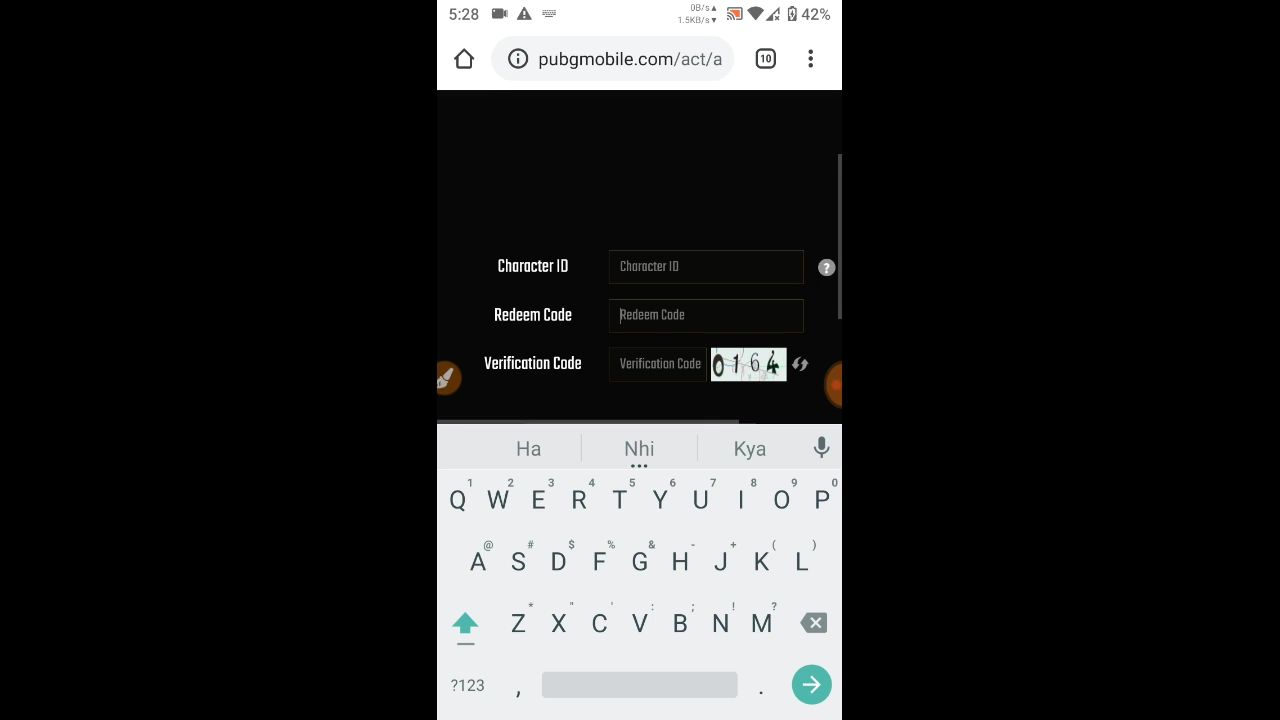 5:28 0B/s▲ 42%
1.5KB/s▼
pubgmobile.com/act/a 10
Character ID Character ID ?
Redeem Code Redeem Code
Verification Code Verification Code 0164
Ha Nhi Kya
1 2 3 4 5 6 7 8 9 0
Q W E R T Y U I O P
@ # $ % & - + ( )
A S D F G H J K L
* " ' : ; ! ?
Z X C V B N M
?123 , .